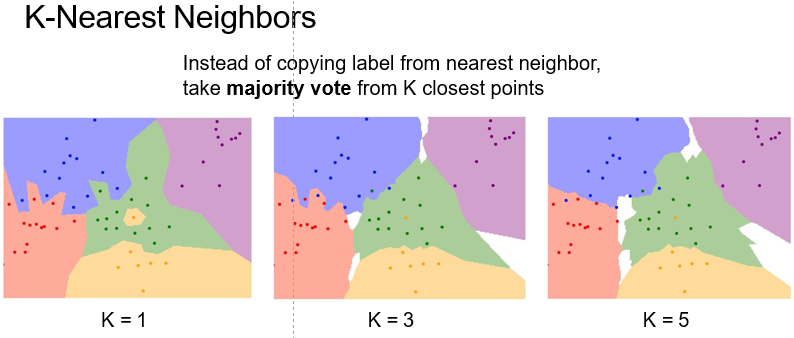 K-Nearest Neighbors
Instead of copying label from nearest neighbor,
take majority vote from K closest points
K = 1
K = 3
K = 5